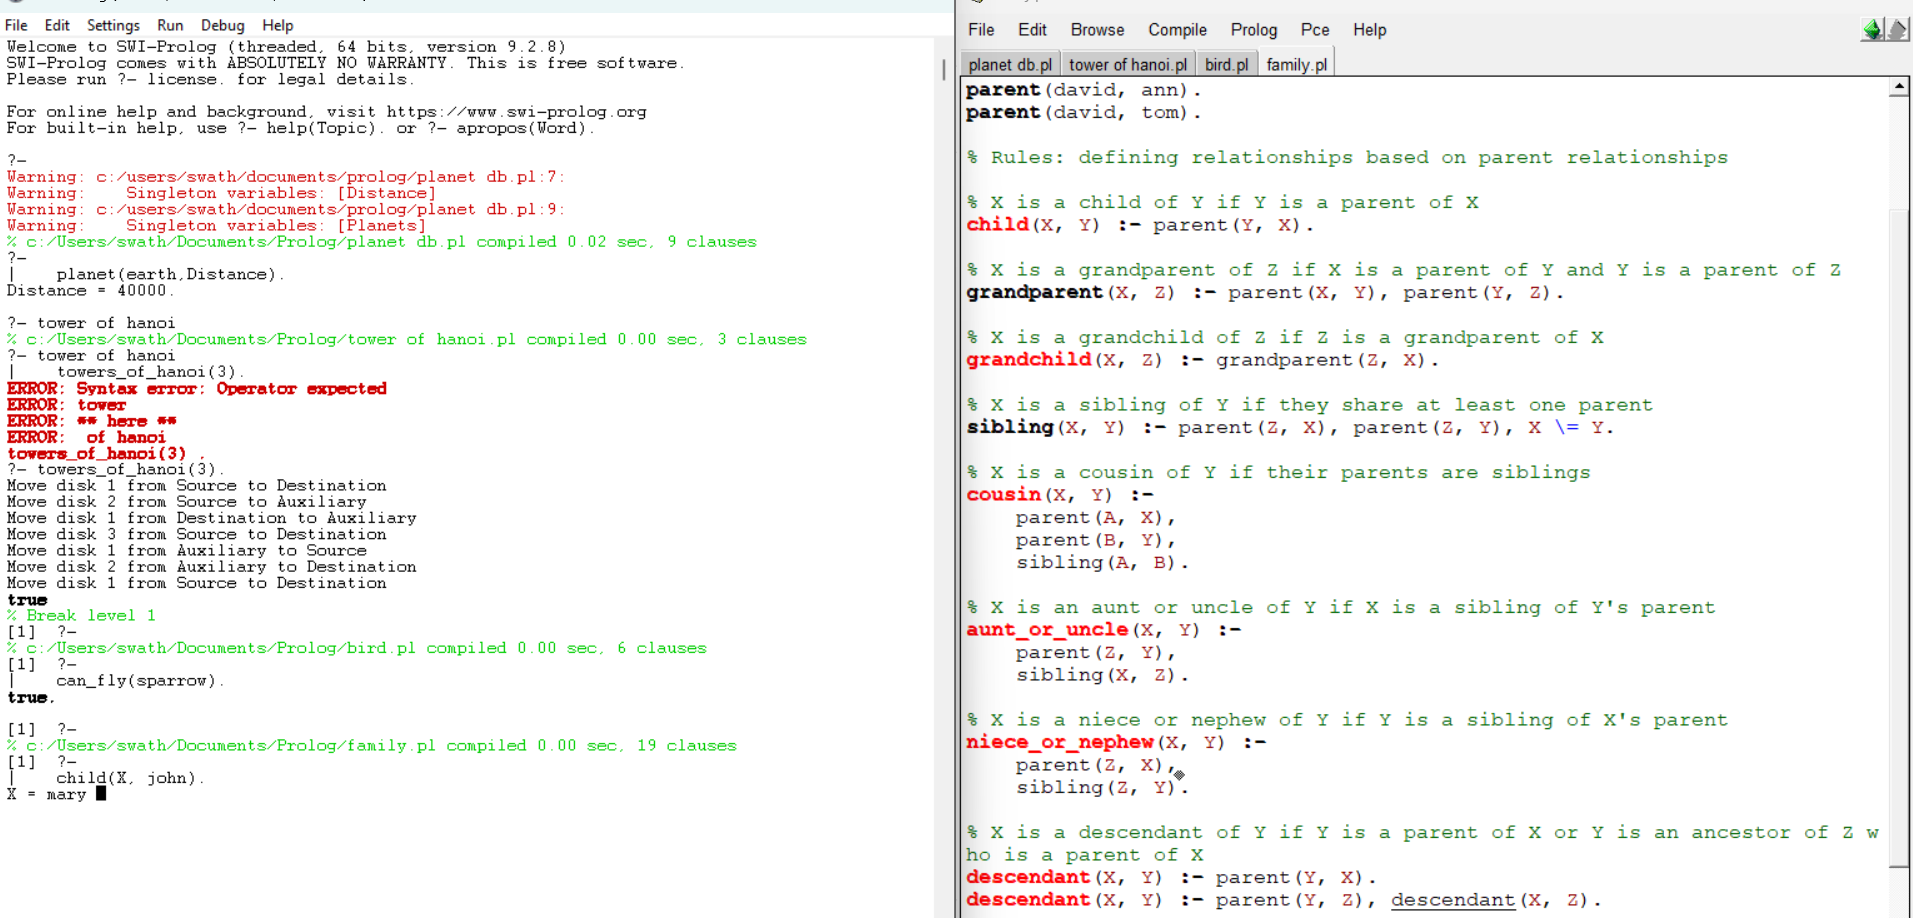 File Edit Settings Run Debug Help
Welcome to SWI-Prolog (threaded, 64 bits, version 9.2.8)
SWI-Prolog comes with ABSOLUTELY NO WARRANTY. This is free software.
Please run ?- license. for legal details.
For online help and background, visit https://www.swi-prolog.org
For built-in help, use ?- help(Topic). or ?- apropos(Word).
?-
Warning: c:/users/swath/documents/prolog/planet db.pl:7:
Warning:    Singleton variables: [Distance]
Warning: c:/users/swath/documents/prolog/planet db.pl:9:
Warning:    Singleton variables: [Planets]
% c:/Users/swath/Documents/Prolog/planet db.pl compiled 0.02 sec, 9 clauses
?-
|    planet(earth,Distance).
Distance = 40000.
?- tower of hanoi
% c:/Users/swath/Documents/Prolog/tower of hanoi.pl compiled 0.00 sec, 3 clauses
?- tower of hanoi
|    towers_of_hanoi(3).
ERROR: Syntax error: Operator expected
ERROR: tower
ERROR: ** here **
ERROR:  of hanoi
towers_of_hanoi(3) .
?- towers_of_hanoi(3).
Move disk 1 from Source to Destination
Move disk 2 from Source to Auxiliary
Move disk 1 from Destination to Auxiliary
Move disk 3 from Source to Destination
Move disk 1 from Auxiliary to Source
Move disk 2 from Auxiliary to Destination
Move disk 1 from Source to Destination
true
% Break level 1
[1]  ?-
% c:/Users/swath/Documents/Prolog/bird.pl compiled 0.00 sec, 6 clauses
[1]  ?-
|    can_fly(sparrow).
true.
[1]  ?-
% c:/Users/swath/Documents/Prolog/family.pl compiled 0.00 sec, 19 clauses
[1]  ?-
|    child(X, john).
X = mary
File Edit Browse Compile Prolog Pce Help
planet db.pl tower of hanoi.pl bird.pl family.pl
parent(david, ann).
parent(david, tom).
% Rules: defining relationships based on parent relationships
% X is a child of Y if Y is a parent of X
child(X, Y) :- parent(Y, X).
% X is a grandparent of Z if X is a parent of Y and Y is a parent of Z
grandparent(X, Z) :- parent(X, Y), parent(Y, Z).
% X is a grandchild of Z if Z is a grandparent of X
grandchild(X, Z) :- grandparent(Z, X).
% X is a sibling of Y if they share at least one parent
sibling(X, Y) :- parent(Z, X), parent(Z, Y), X \= Y.
% X is a cousin of Y if their parents are siblings
cousin(X, Y) :-
    parent(A, X),
    parent(B, Y),
    sibling(A, B).
% X is an aunt or uncle of Y if X is a sibling of Y's parent
aunt_or_uncle(X, Y) :-
    parent(Z, Y),
    sibling(X, Z).
% X is a niece or nephew of Y if Y is a sibling of X's parent
niece_or_nephew(X, Y) :-
    parent(Z, X),
    sibling(Z, Y).
% X is a descendant of Y if Y is a parent of X or Y is an ancestor of Z w
ho is a parent of X
descendant(X, Y) :- parent(Y, X).
descendant(X, Y) :- parent(Y, Z), descendant(X, Z).